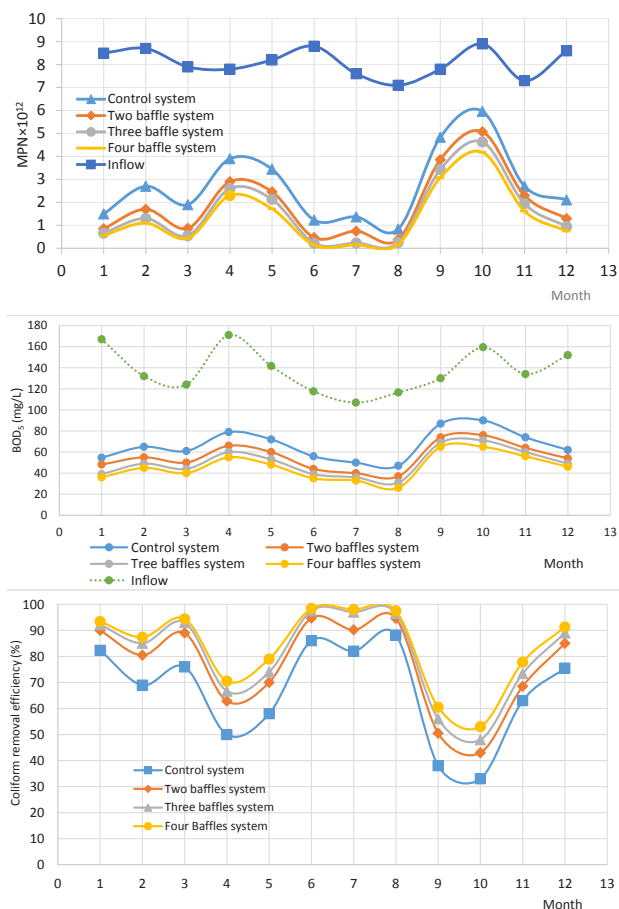 10
9
8
7
6
5
4
3
2
1
0
MPN×10¹²
Control system
Two baffle system
Three baffle system
Four baffle system
Inflow
0 1 2 3 4 5 6 7 8 9 10 11 12 13
Month
180
160
140
120
100
80
60
40
20
0
BOD₅ (mg/L)
0 1 2 3 4 5 6 7 8 9 10 11 12 13
Month
Control system
Two baffles system
Tree baffles system
Four baffles system
Inflow
100
90
80
70
60
50
40
30
20
10
0
Coliform removal efficiency (%)
Control system
Two baffles system
Three baffles system
Four Baffles system
0 1 2 3 4 5 6 7 8 9 10 11 12 13
Month